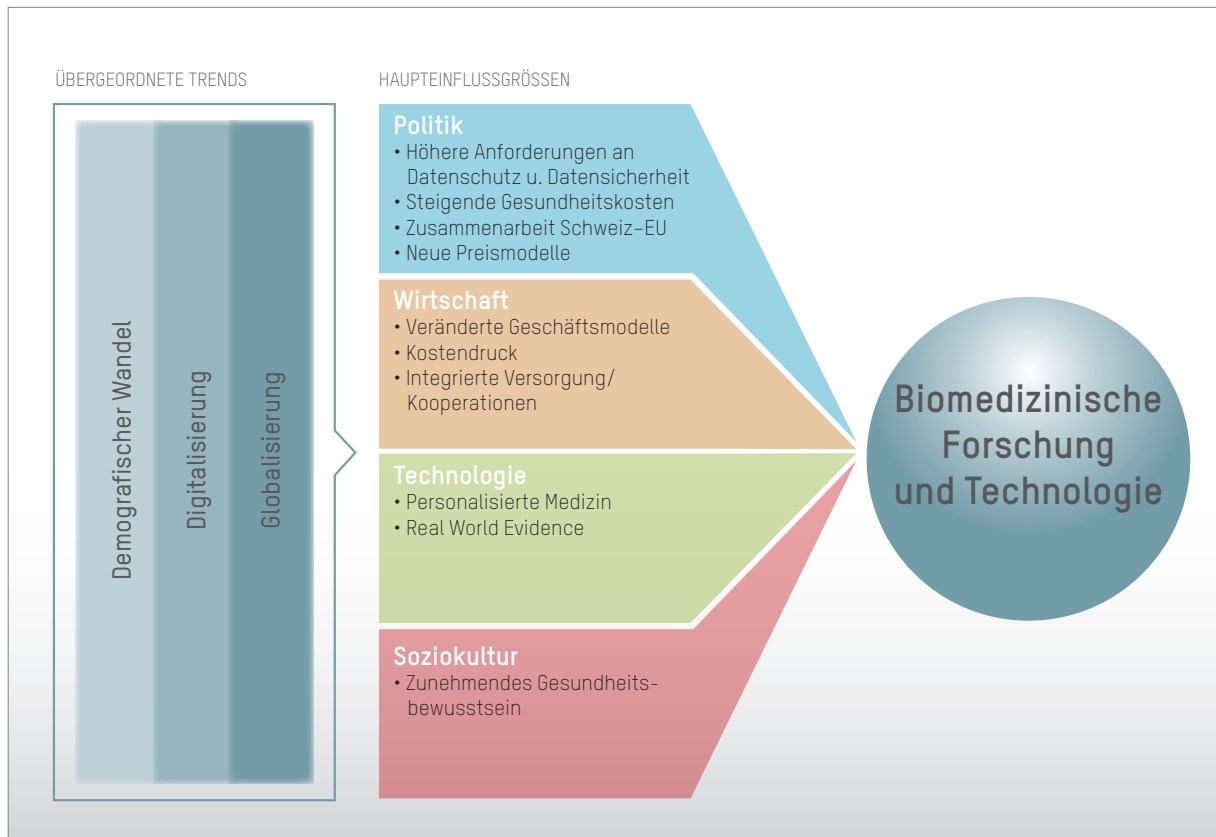 ÜBERGEORDNETE TRENDS
Demografischer Wandel
Digitalisierung
Globalisierung
HAUPTEINFLUSSGRÖSSEN
Politik
• Höhere Anforderungen an
Datenschutz u. Datensicherheit
• Steigende Gesundheitskosten
• Zusammenarbeit Schweiz–EU
• Neue Preismodelle
Wirtschaft
• Veränderte Geschäftsmodelle
• Kostendruck
• Integrierte Versorgung/
Kooperationen
Technologie
• Personalisierte Medizin
• Real World Evidence
Soziokultur
• Zunehmendes Gesundheits-
bewusstsein
Biomedizinische
Forschung
und Technologie